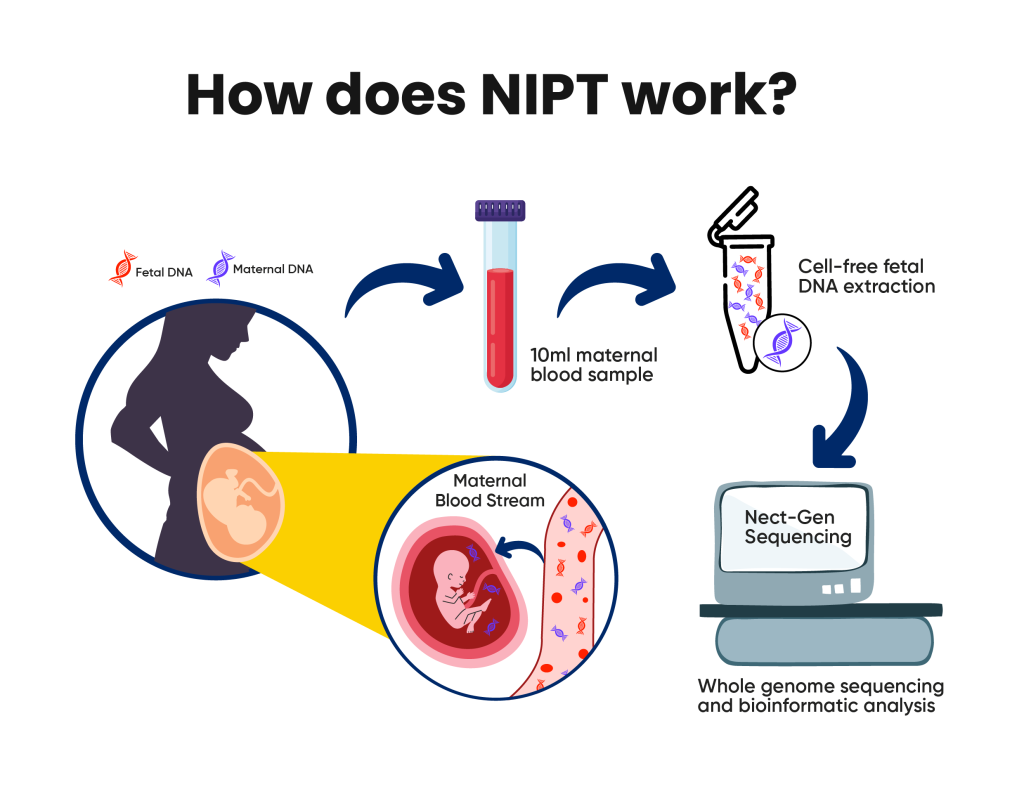 How does NIPT work?
Fetal DNA
Maternal DNA
10ml maternal
blood sample
Cell-free fetal
DNA extraction
Maternal
Blood Stream
Nect-Gen
Sequencing
Whole genome sequencing
and bioinformatic analysis